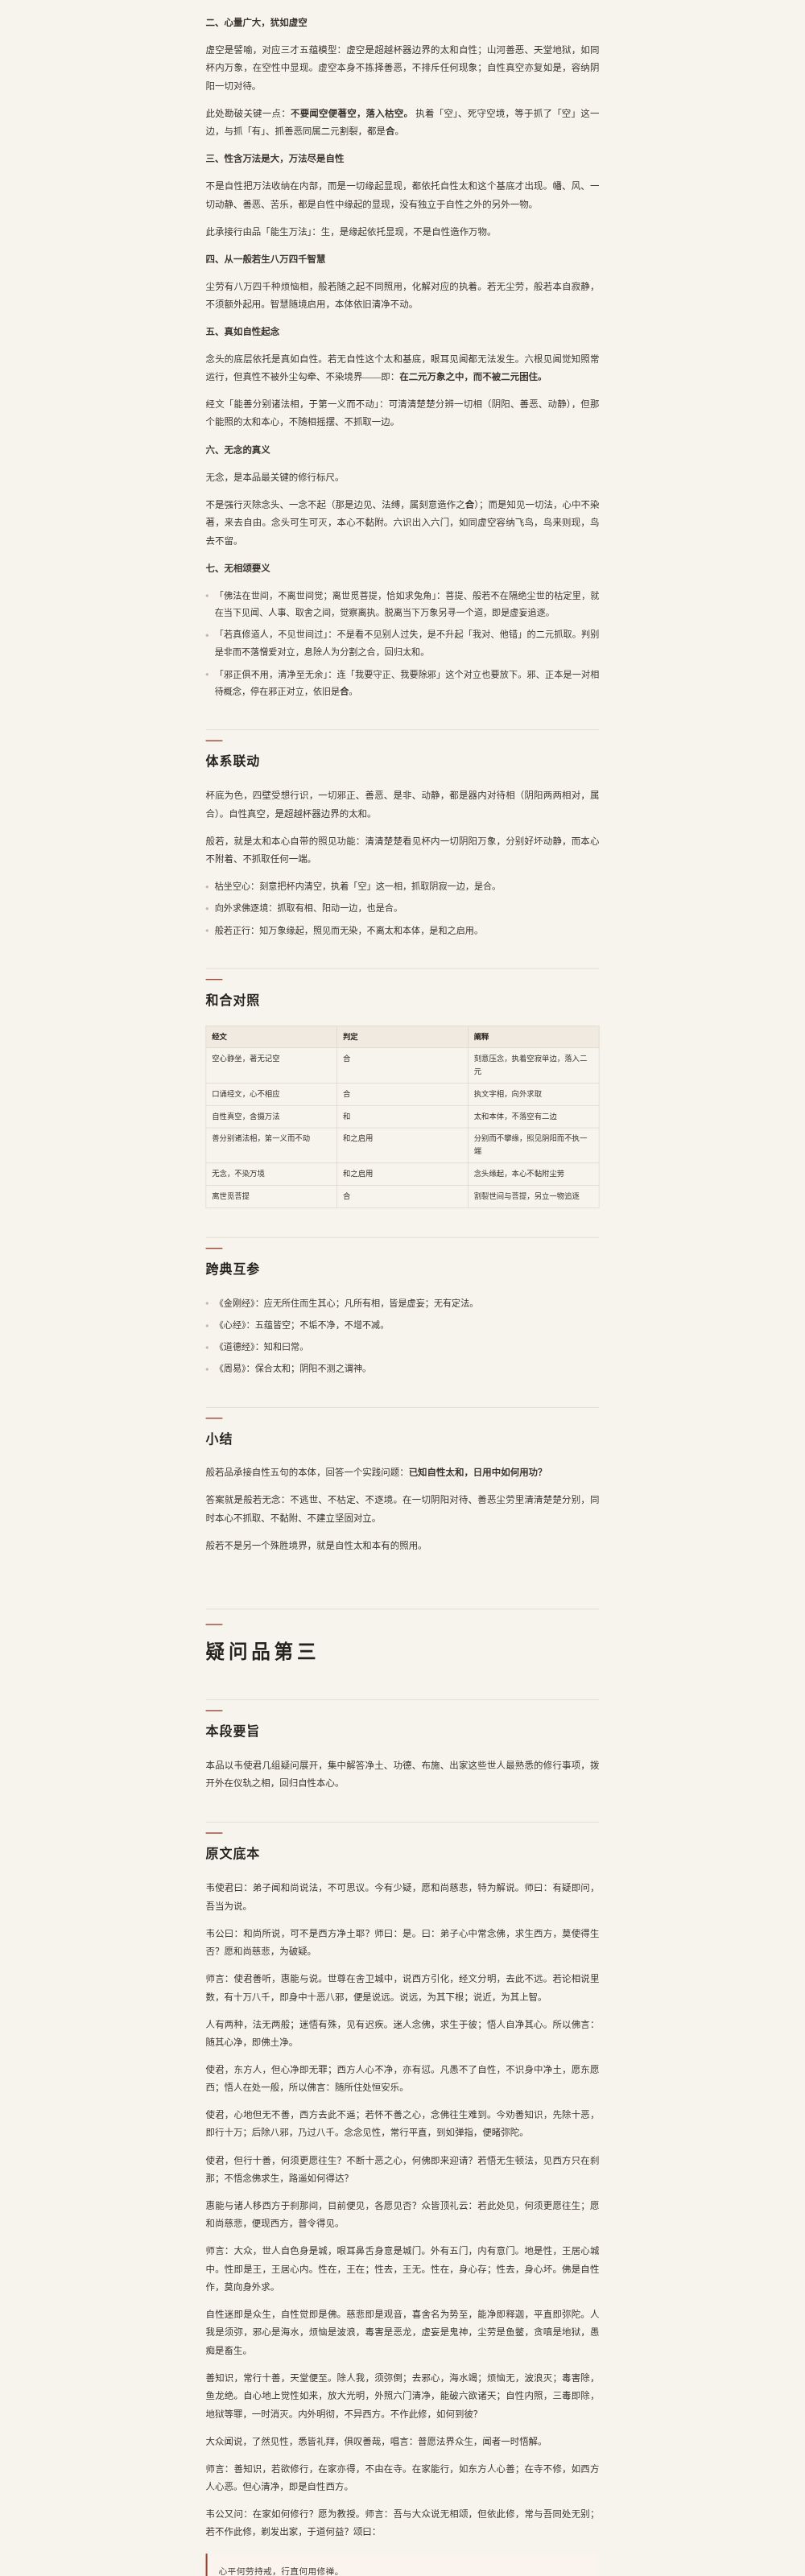 二、心量广大，犹如虚空
虚空是譬喻，对应三才五蕴模型：虚空是超越杯器边界的太和自性；山河善恶、天堂地狱，如同
杯内万象，在空性中显现。虚空本身不拣择善恶，不排斥任何现象；自性真空亦复如是，容纳阴
阳一切对待。
此处勘破关键一点：不要闻空便著空，落入枯空。 执着「空」、死守空境，等于抓了「空」这一
边，与抓「有」、抓善恶同属二元割裂，都是合。
三、性含万法是大，万法尽是自性
不是自性把万法收纳在内部，而是一切缘起显现，都依托自性太和这个基底才出现。幡、风、一
切动静、善恶、苦乐，都是自性中缘起的显现，没有独立于自性之外的另外一物。
此承接行由品「能生万法」：生，是缘起依托显现，不是自性造作万物。
四、从一般若生八万四千智慧
尘劳有八万四千种烦恼相，般若随之起不同照用，化解对应的执着。若无尘劳，般若本自寂静，
不须额外起用。智慧随境启用，本体依旧清净不动。
五、真如自性起念
念头的底层依托是真如自性。若无自性这个太和基底，眼耳见闻都无法发生。六根见闻觉知照常
运行，但真性不被外尘勾牵、不染境界——即：在二元万象之中，而不被二元困住。
经文「能善分别诸法相，于第一义而不动」：可清清楚楚分辨一切相（阴阳、善恶、动静），但那
个能照的太和本心，不随相摇摆、不抓取一边。
六、无念的真义
无念，是本品最关键的修行标尺。
不是强行灭除念头、一念不起（那是边见、法缚，属刻意造作之合）；而是知见一切法，心中不染
著，来去自由。念头可生可灭，本心不黏附。六识出入六门，如同虚空容纳飞鸟，鸟来则现，鸟
去不留。
七、无相颂要义
「佛法在世间，不离世间觉；离世觅菩提，恰如求兔角」：菩提、般若不在隔绝尘世的枯定里，就
在当下见闻、人事、取舍之间，觉察离执。脱离当下万象另寻一个道，即是虚妄追逐。
「若真修道人，不见世间过」：不是看不见别人过失，是不升起「我对、他错」的二元抓取。判别
是非而不落憎爱对立，息除人为分割之合，回归太和。
「邪正俱不用，清净至无余」：连「我要守正、我要除邪」这个对立也要放下。邪、正本是一对相
待概念，停在邪正对立，依旧是合。
体系联动
杯底为色，四壁受想行识，一切邪正、善恶、是非、动静，都是器内对待相（阴阳两两相对，属
合）。自性真空，是超越杯器边界的太和。
般若，就是太和本心自带的照见功能：清清楚楚看见杯内一切阴阳万象，分别好坏动静，而本心
不附着、不抓取任何一端。
枯坐空心：刻意把杯内清空，执着「空」这一相，抓取阴寂一边，是合。
向外求佛逐境：抓取有相、阳动一边，也是合。
般若正行：知万象缘起，照见而无染，不离太和本体，是和之启用。
和合对照
经文 判定 阐释
空心静坐，著无记空 合 刻意压念，执着空寂单边，落入二
元
口诵经文，心不相应 合 执文字相，向外求取
自性真空，含摄万法 和 太和本体，不落空有二边
善分别诸法相，第一义而不动 和之启用 分别而不攀缘，照见阴阳而不执一
端
无念，不染万境 和之启用 念头缘起，本心不黏附尘劳
离世觅菩提 合 割裂世间与菩提，另立一物追逐
跨典互参
《金刚经》：应无所住而生其心；凡所有相，皆是虚妄；无有定法。
《心经》：五蕴皆空；不垢不净，不增不减。
《道德经》：知和曰常。
《周易》：保合太和；阴阳不测之谓神。
小结
般若品承接自性五句的本体，回答一个实践问题：已知自性太和，日用中如何用功？
答案就是般若无念：不逃世、不枯定、不逐境。在一切阴阳对待、善恶尘劳里清清楚楚分别，同
时本心不抓取、不黏附、不建立坚固对立。
般若不是另一个殊胜境界，就是自性太和本有的照用。
疑问品第三
本段要旨
本品以韦使君几组疑问展开，集中解答净土、功德、布施、出家这些世人最熟悉的修行事项，拨
开外在仪轨之相，回归自性本心。
原文底本
韦使君曰：弟子闻和尚说法，不可思议。今有少疑，愿和尚慈悲，特为解说。师曰：有疑即问，
吾当为说。
韦公曰：和尚所说，可不是西方净土耶？师曰：是。曰：弟子心中常念佛，求生西方，莫使得生
否？愿和尚慈悲，为破疑。
师言：使君善听，惠能与说。世尊在舍卫城中，说西方引化，经文分明，去此不远。若论相说里
数，有十万八千，即身中十恶八邪，便是说远。说远，为其下根；说近，为其上智。
人有两种，法无两般；迷悟有殊，见有迟疾。迷人念佛，求生于彼；悟人自净其心。所以佛言：
随其心净，即佛土净。
使君，东方人，但心净即无罪；西方人心不净，亦有愆。凡愚不了自性，不识身中净土，愿东愿
西；悟人在处一般，所以佛言：随所住处恒安乐。
使君，心地但无不善，西方去此不遥；若怀不善之心，念佛往生难到。今劝善知识，先除十恶，
即行十万；后除八邪，乃过八千。念念见性，常行平直，到如弹指，便睹弥陀。
使君，但行十善，何须更愿往生？不断十恶之心，何佛即来迎请？若悟无生顿法，见西方只在刹
那；不悟念佛求生，路遥如何得达？
惠能与诸人移西方于刹那间，目前便见，各愿见否？众皆顶礼云：若此处见，何须更愿往生；愿
和尚慈悲，便现西方，普令得见。
师言：大众，世人自色身是城，眼耳鼻舌身意是城门。外有五门，内有意门。地是性，王居心城
中。性即是王，王居心内。性在，王在；性去，王无。性在，身心存；性去，身心坏。佛是自性
作，莫向身外求。
自性迷即是众生，自性觉即是佛。慈悲即是观音，喜舍名为势至，能净即释迦，平直即弥陀。人
我是须弥，邪心是海水，烦恼是波浪，毒害是恶龙，虚妄是鬼神，尘劳是鱼鳖，贪嗔是地狱，愚
痴是畜生。
善知识，常行十善，天堂便至。除人我，须弥倒；去邪心，海水竭；烦恼无，波浪灭；毒害除，
鱼龙绝。自心地上觉性如来，放大光明，外照六门清净，能破六欲诸天；自性内照，三毒即除，
地狱等罪，一时消灭。内外明彻，不异西方。不作此修，如何到彼？
大众闻说，了然见性，悉皆礼拜，俱叹善哉，唱言：普愿法界众生，闻者一时悟解。
师言：善知识，若欲修行，在家亦得，不由在寺。在家能行，如东方人心善；在寺不修，如西方
人心恶。但心清净，即是自性西方。
韦公又问：在家如何修行？愿为教授。师言：吾与大众说无相颂，但依此修，常与吾同处无别；
若不作此修，剃发出家，于道何益？颂曰：
心平何劳持戒，行直何用修禅。